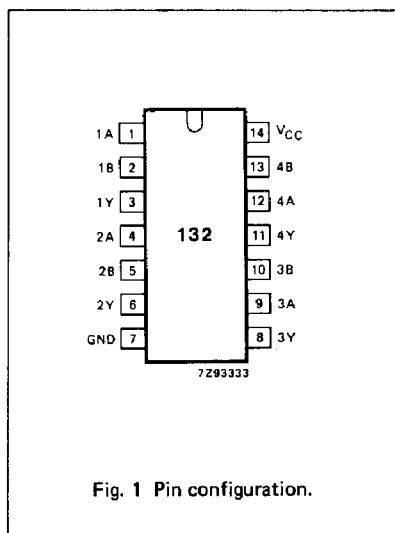 1A 1 14 VCC
1B 2 13 4B
1Y 3 12 4A
2A 4 132 11 4Y
2B 5 10 3B
2Y 6 9 3A
GND 7 8 3Y
7Z93333
Fig. 1 Pin configuration.